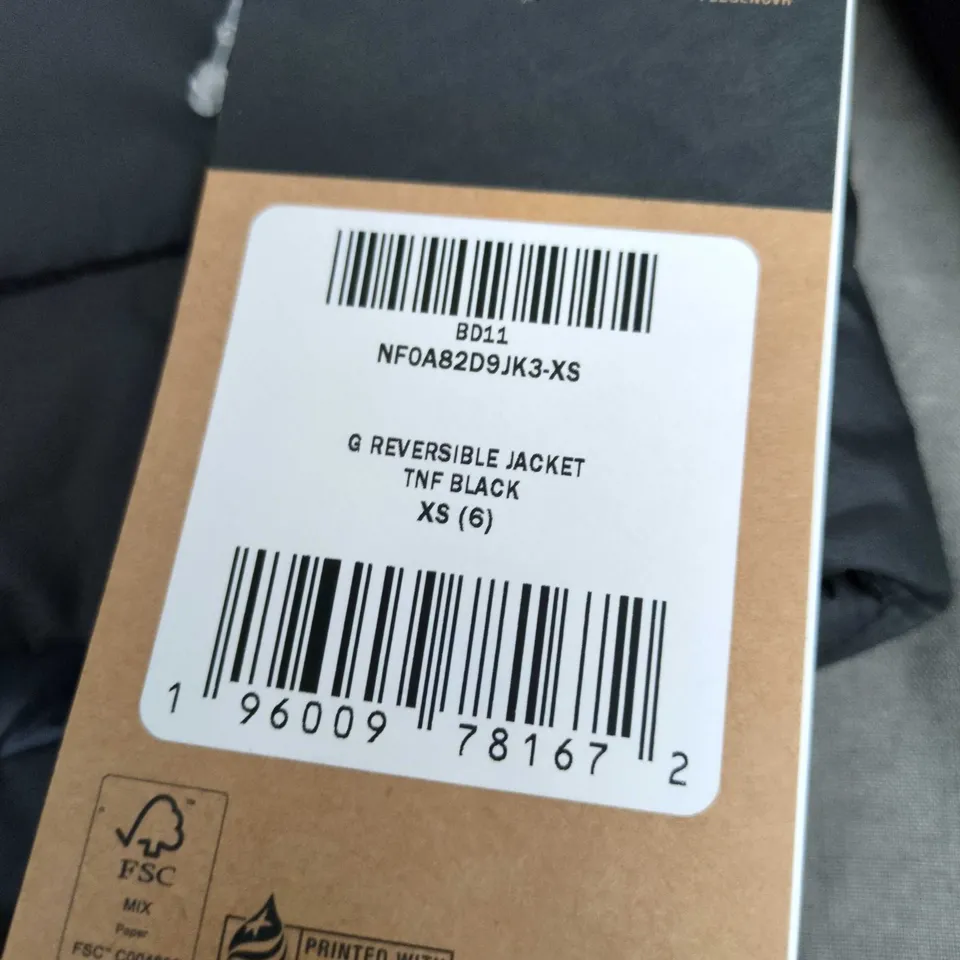 BD11
NF0A82D9JK3-XS
G REVERSIBLE JACKET
TNF BLACK
XS (6)
1 96009 78167 2
FSC
MIX
Paper
PRINTED WITH